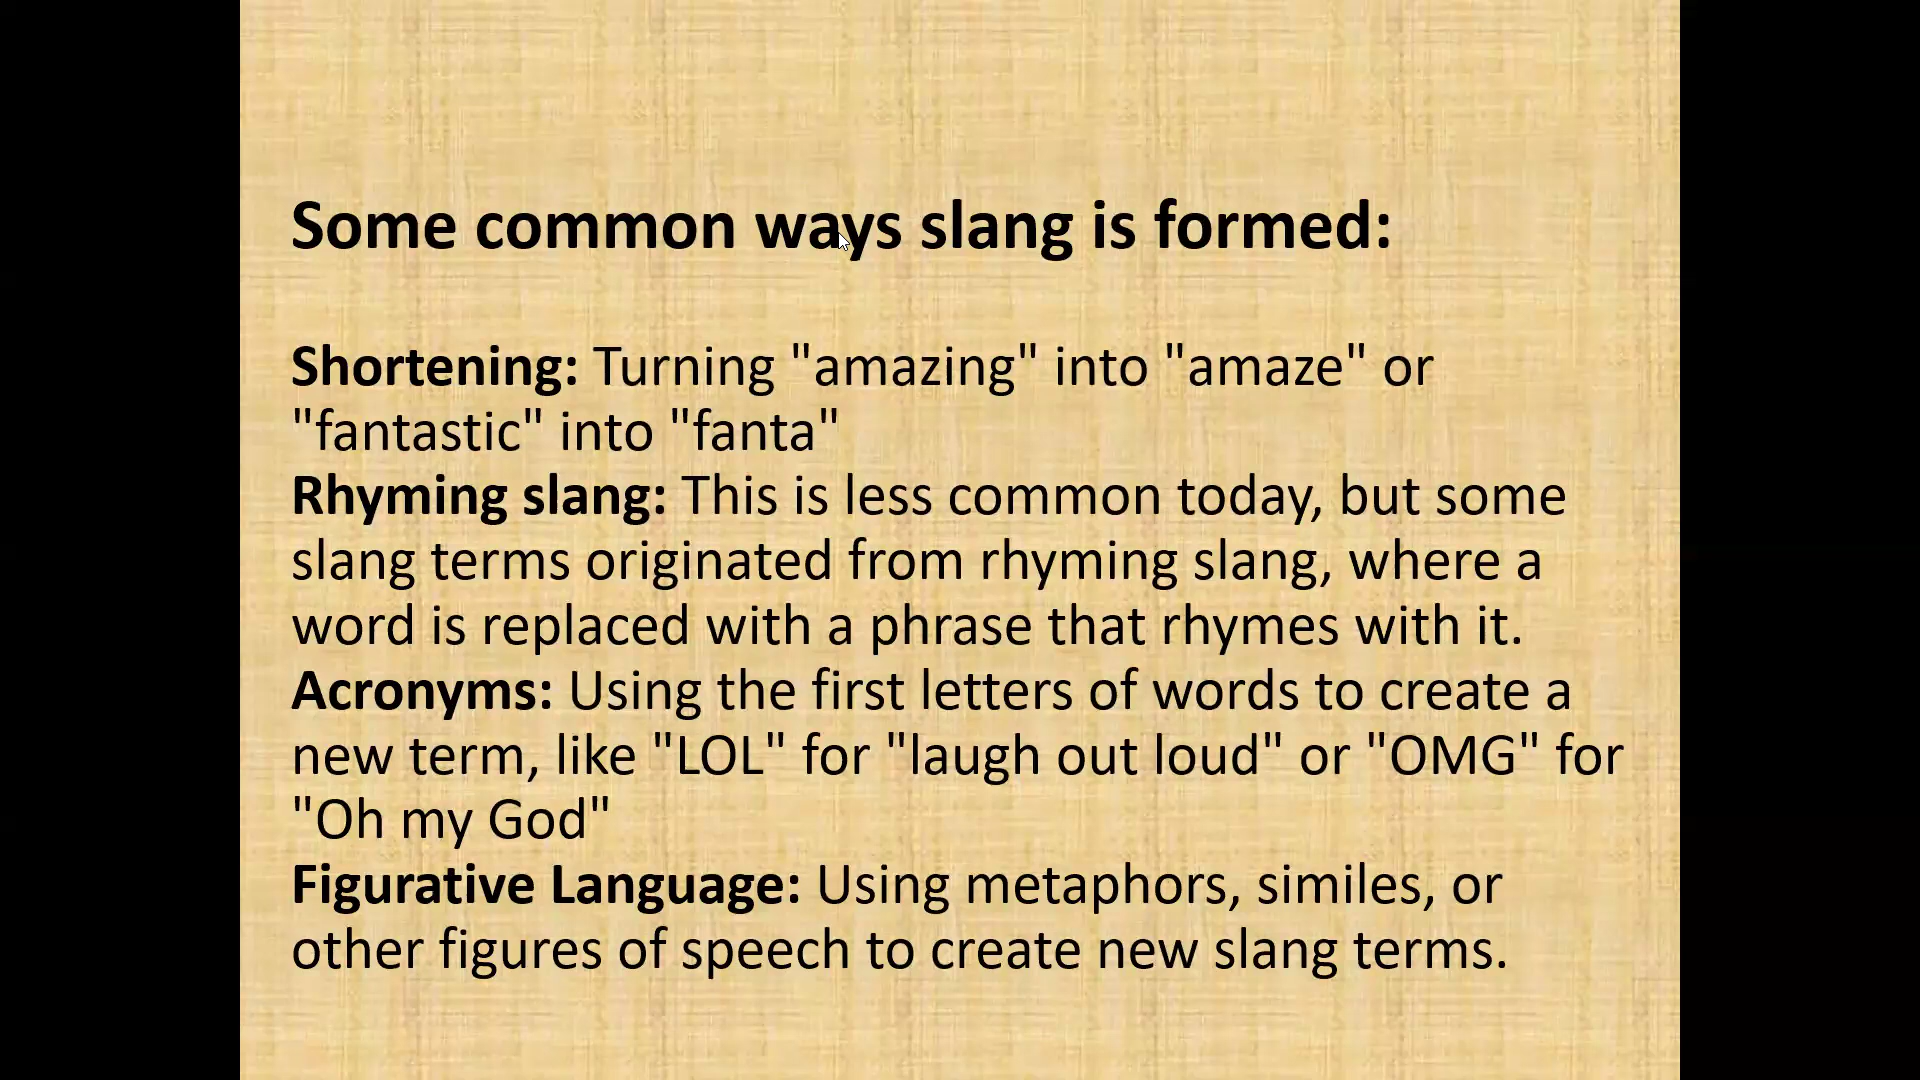 Some common ways slang is formed:
Shortening: Turning "amazing" into "amaze" or
"fantastic" into "fanta"
Rhyming slang: This is less common today, but some
slang terms originated from rhyming slang, where a
word is replaced with a phrase that rhymes with it.
Acronyms: Using the first letters of words to create a
new term, like "LOL" for "laugh out loud" or "OMG" for
"Oh my God"
Figurative Language: Using metaphors, similes, or
other figures of speech to create new slang terms.